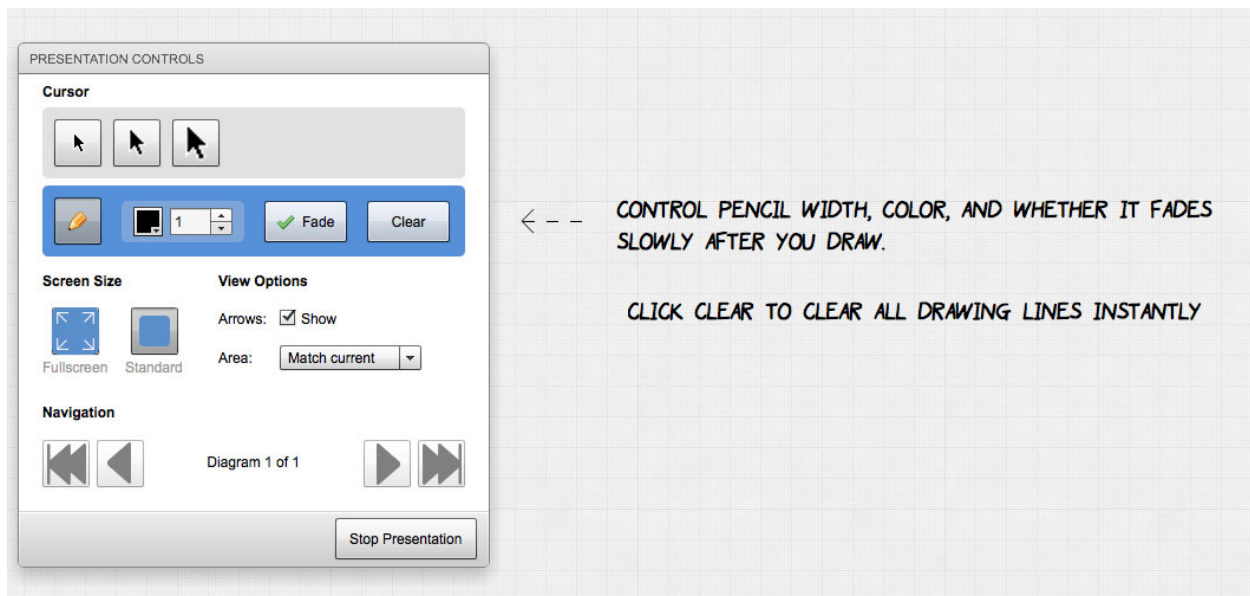 PRESENTATION CONTROLS
Cursor
1
Fade
Clear
CONTROL PENCIL WIDTH, COLOR, AND WHETHER IT FADES
SLOWLY AFTER YOU DRAW.
CLICK CLEAR TO CLEAR ALL DRAWING LINES INSTANTLY
Screen Size
Fullscreen
Standard
View Options
Arrows: Show
Area: Match current
Navigation
Diagram 1 of 1
Stop Presentation